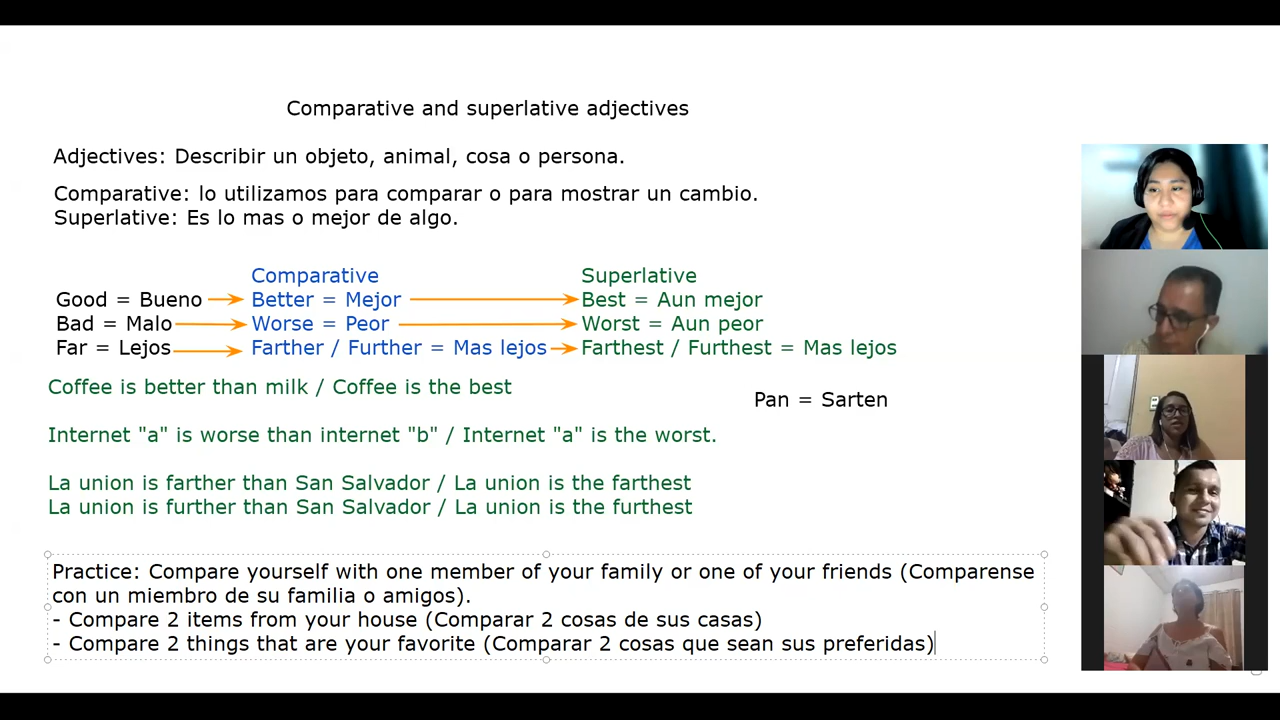 Comparative and superlative adjectives
Adjectives: Describir un objeto, animal, cosa o persona.
Comparative: lo utilizamos para comparar o para mostrar un cambio.
Superlative: Es lo mas o mejor de algo.
Comparative Superlative
Good = Bueno Better = Mejor Best = Aun mejor
Bad = Malo Worse = Peor Worst = Aun peor
Far = Lejos Farther / Further = Mas lejos Farthest / Furthest = Mas lejos
Coffee is better than milk / Coffee is the best
Pan = Sarten
Internet "a" is worse than internet "b" / Internet "a" is the worst.
La union is farther than San Salvador / La union is the farthest
La union is further than San Salvador / La union is the furthest
Practice: Compare yourself with one member of your family or one of your friends (Comparense
con un miembro de su familia o amigos).
- Compare 2 items from your house (Comparar 2 cosas de sus casas)
- Compare 2 things that are your favorite (Comparar 2 cosas que sean sus preferidas)